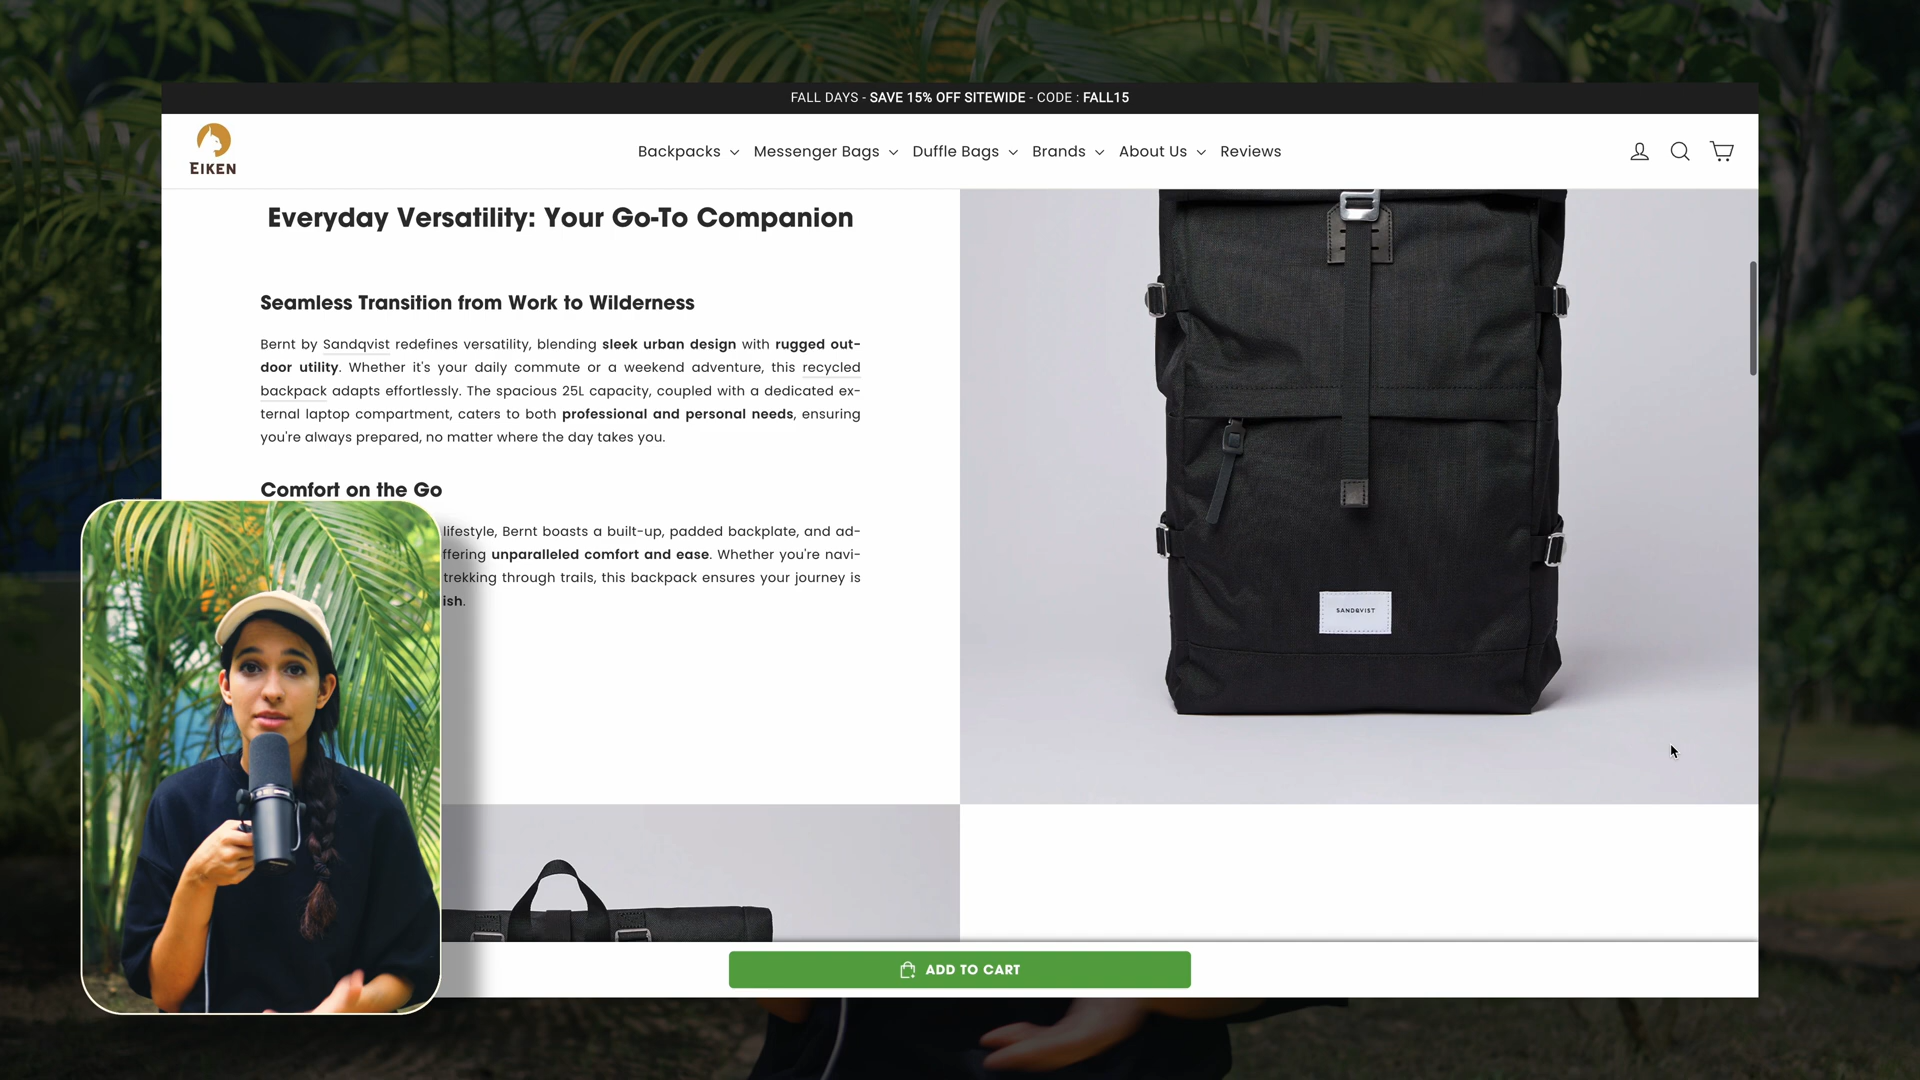 FALL DAYS - SAVE 15% OFF SITEWIDE - CODE : FALL15
EIKEN
Backpacks Messenger Bags Duffle Bags Brands About Us Reviews
Everyday Versatility: Your Go-To Companion
Seamless Transition from Work to Wilderness
Bernt by Sandqvist redefines versatility, blending sleek urban design with rugged out-
door utility. Whether it's your daily commute or a weekend adventure, this recycled
backpack adapts effortlessly. The spacious 25L capacity, coupled with a dedicated ex-
ternal laptop compartment, caters to both professional and personal needs, ensuring
you're always prepared, no matter where the day takes you.
Comfort on the Go
lifestyle, Bernt boasts a built-up, padded backplate, and ad-
ffering unparalleled comfort and ease. Whether you're navi-
trekking through trails, this backpack ensures your journey is
ish.
SANDQVIST
ADD TO CART